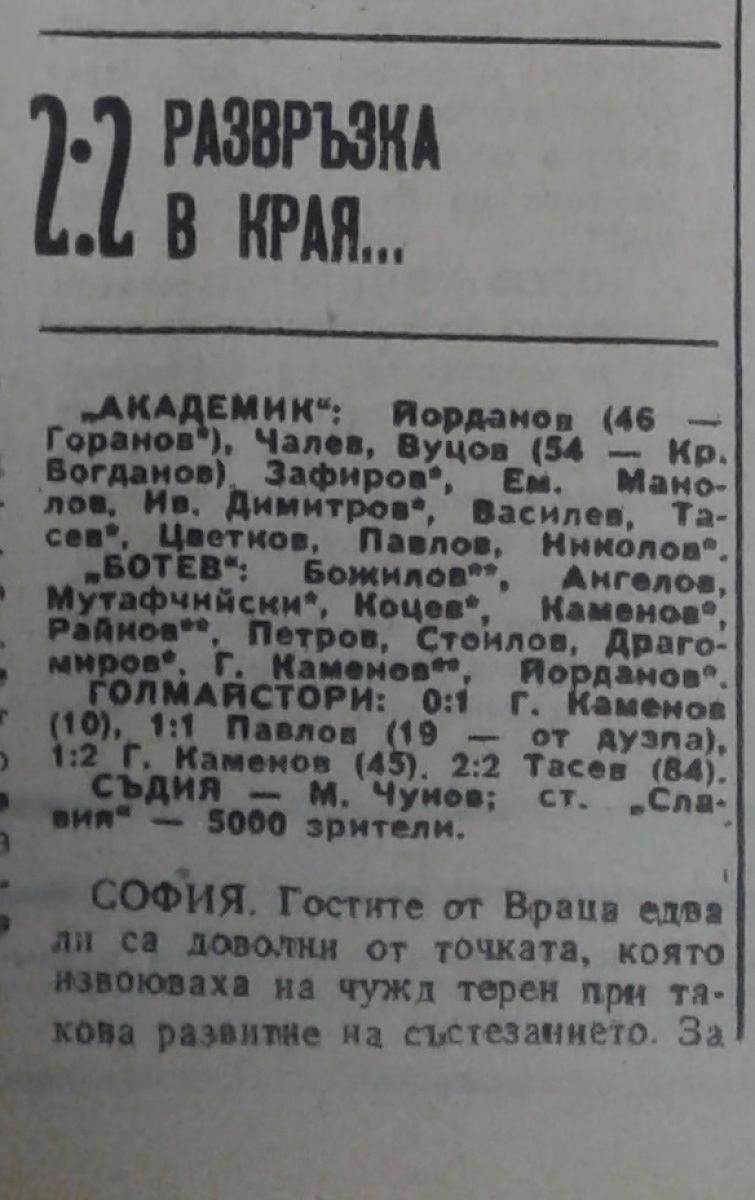 2:2 РАЗВРЪЗКА
В КРАЯ...
„АКАДЕМИК“: Йорданов (46 —
Горанов*), Чалев, Вуцов (54 — Кр.
Богданов) Зафиров*, Ем. Мано-
лов, Ив. Димитров*, Василев, Та-
сев*, Цветков, Павлов, Николов*.
„БОТЕВ“: Божилов**, Ангелов,
Мутафчийски*, Коцев*, Каменов*,
Райков**, Петров, Стоилов, Драго-
миров*, Г. Каменов**, Йорданов*.
ГОЛМАЙСТОРИ: 0:1 Г. Каменов
(10), 1:1 Павлов (19 — от дузпа),
1:2 Г. Каменов (45), 2:2 Тасев (84).
СЪДИЯ — М. Чумов; ст. „Сла-
вия“ — 5000 зрители.
СОФИЯ. Гостите от Враца едва
ли са доволни от точката, която
извоюваха на чужд терен при та-
кова развитие на състезанието. За